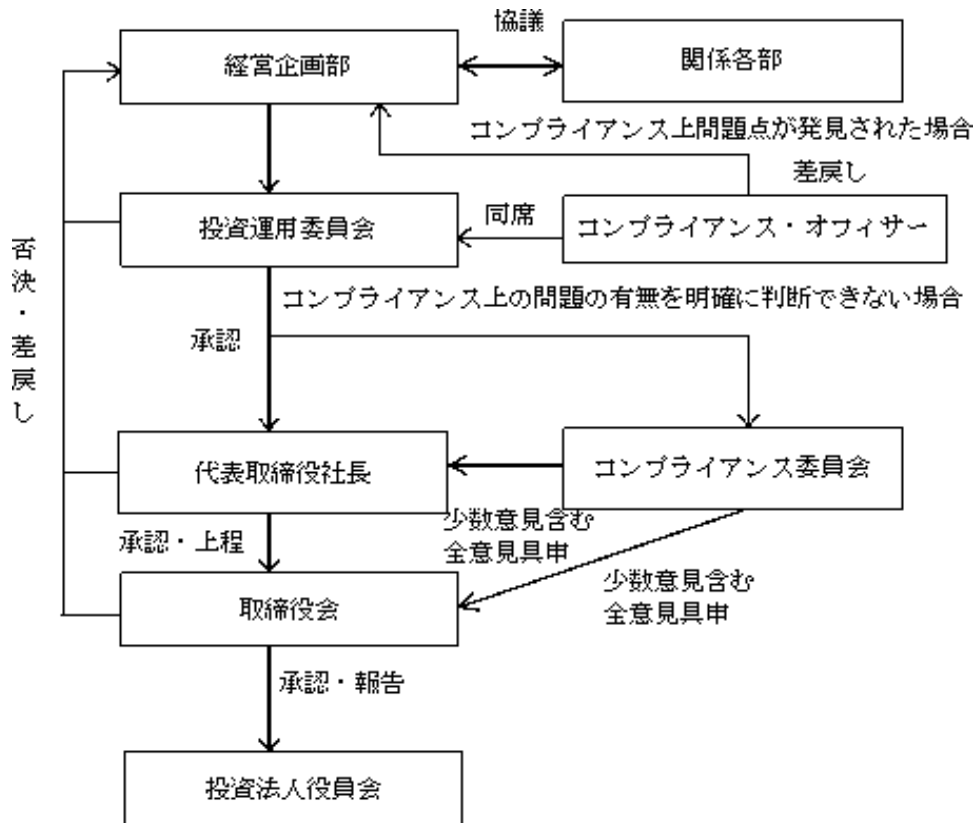 協議
経営企画部
関係各部
コンプライアンス上問題点が発見された場合
差戻し
投資運用委員会
同席
コンプライアンス・オフィサー
否決・差戻し
コンプライアンス上の問題の有無を明確に判断できない場合
承認
代表取締役社長
コンプライアンス委員会
少数意見含む
全意見具申
承認・上程
少数意見含む
全意見具申
取締役会
承認・報告
投資法人役員会